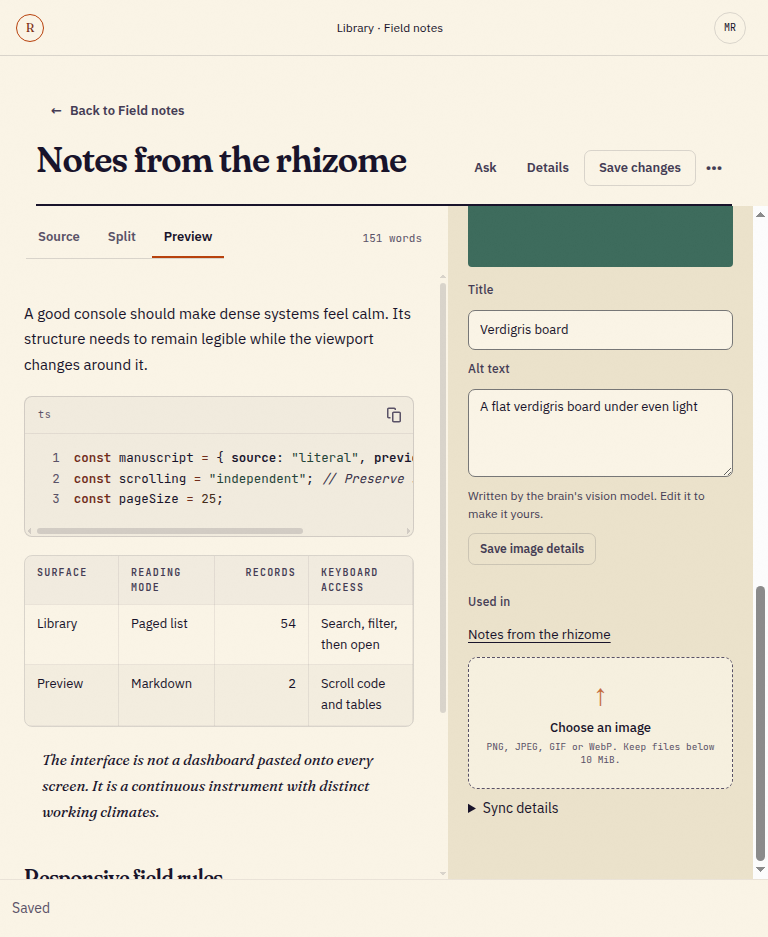 R
Library · Field notes
MR
← Back to Field notes
Notes from the rhizome
Ask
Details
Save changes
•••
Source
Split
Preview
151 words
A good console should make dense systems feel calm. Its
structure needs to remain legible while the viewport
changes around it.
ts
1 const manuscript = { source: "literal", previ
2 const scrolling = "independent"; // Preserve
3 const pageSize = 25;
SURFACE
READING
MODE
RECORDS
KEYBOARD
ACCESS
Library
Paged list
54
Search, filter,
then open
Preview
Markdown
2
Scroll code
and tables
The interface is not a dashboard pasted onto every
screen. It is a continuous instrument with distinct
working climates.
Responsive field rules
Title
Verdigris board
Alt text
A flat verdigris board under even light
Written by the brain's vision model. Edit it to
make it yours.
Save image details
Used in
Notes from the rhizome
↑
Choose an image
PNG, JPEG, GIF or WebP. Keep files below
10 MiB.
Sync details
Saved